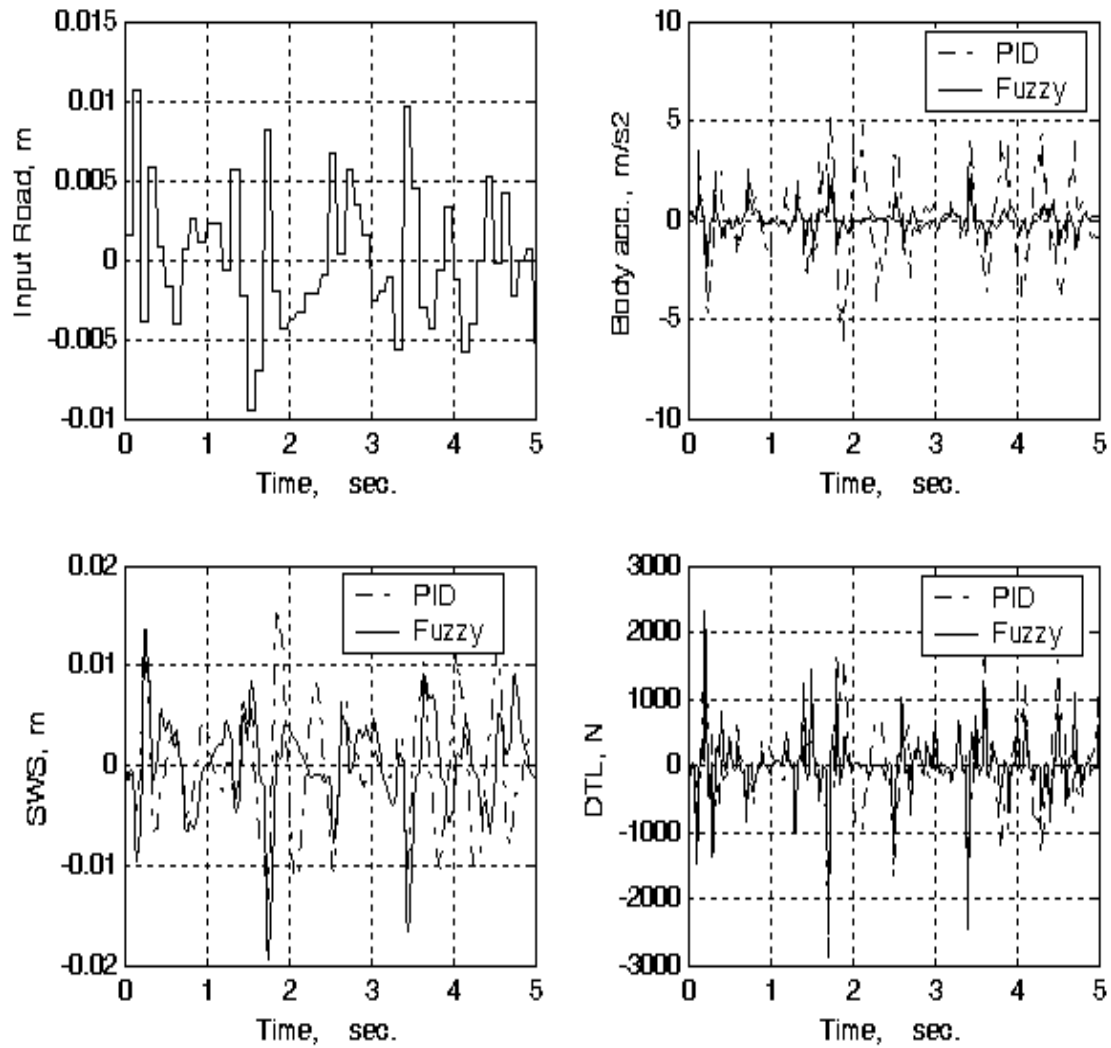 0.015
0.01
0.005
0
-0.005
-0.01
Input Road, m
0 1 2 3 4 5
Time, sec.
10
5
0
-5
-10
Body acc., m/s2
PID
Fuzzy
0 1 2 3 4 5
Time, sec.
0.02
0.01
0
-0.01
-0.02
SWS, m
PID
Fuzzy
0 1 2 3 4 5
Time, sec.
3000
2000
1000
0
-1000
-2000
-3000
DTL, N
PID
Fuzzy
0 1 2 3 4 5
Time, sec.